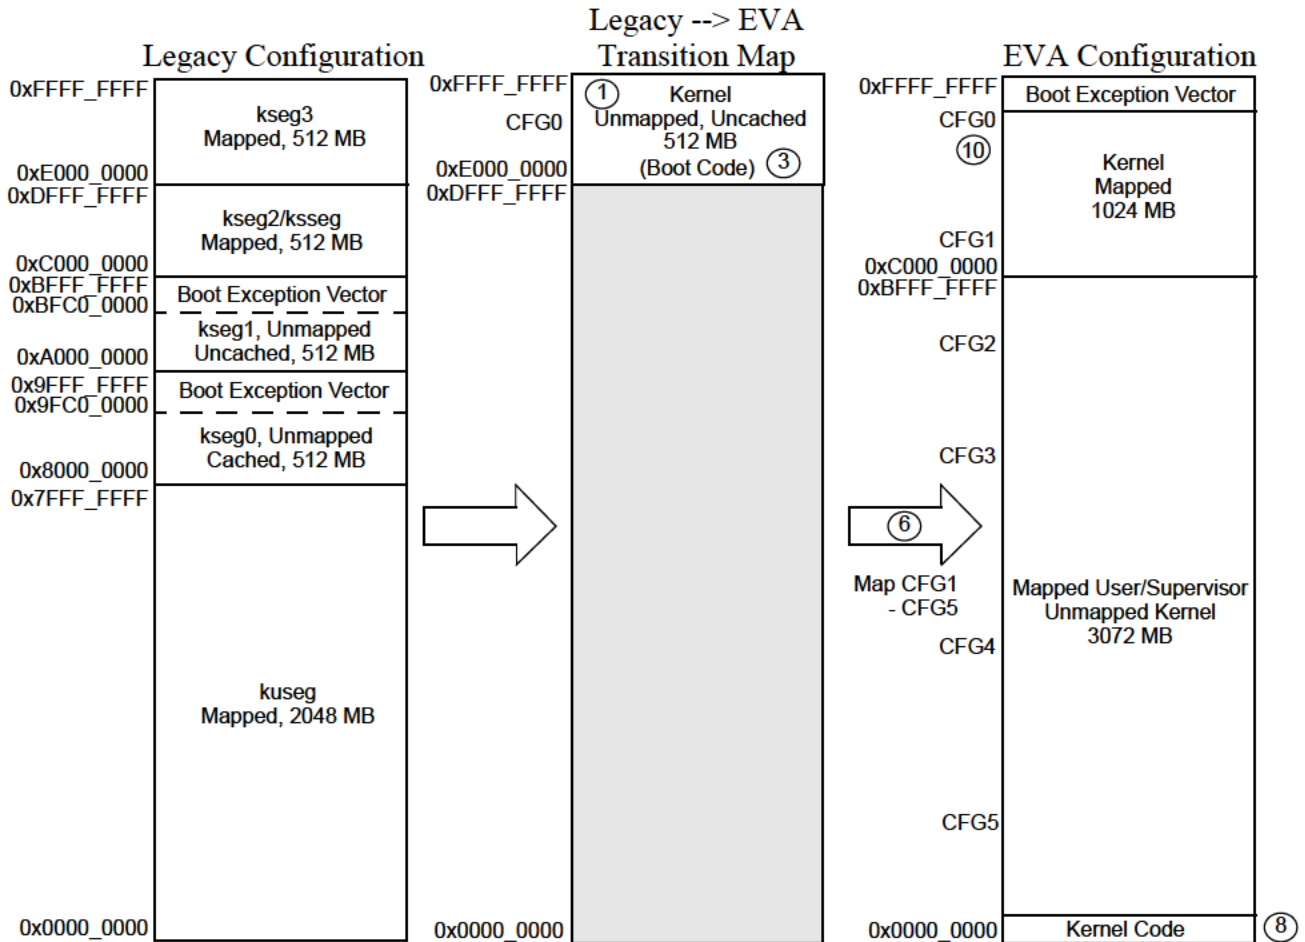 Legacy Configuration
0xFFFF_FFFF
kseg3
Mapped, 512 MB
0xE000_0000
0xDFFF_FFFF
kseg2/ksseg
Mapped, 512 MB
0xC000_0000
0xBFFF_FFFF
Boot Exception Vector
0xBFC0_0000
kseg1, Unmapped
Uncached, 512 MB
0xA000_0000
0x9FFF_FFFF
Boot Exception Vector
0x9FC0_0000
kseg0, Unmapped
Cached, 512 MB
0x8000_0000
0x7FFF_FFFF
kuseg
Mapped, 2048 MB
0x0000_0000
Legacy --> EVA
Transition Map
0xFFFF_FFFF
1
Kernel
CFG0
Unmapped, Uncached
512 MB
0xE000_0000
(Boot Code)
3
0xDFFF_FFFF
0x0000_0000
6
Map CFG1
- CFG5
EVA Configuration
0xFFFF_FFFF
Boot Exception Vector
CFG0
10
Kernel
Mapped
1024 MB
CFG1
0xC000_0000
0xBFFF_FFFF
CFG2
CFG3
Mapped User/Supervisor
Unmapped Kernel
3072 MB
CFG4
CFG5
0x0000_0000
Kernel Code
8